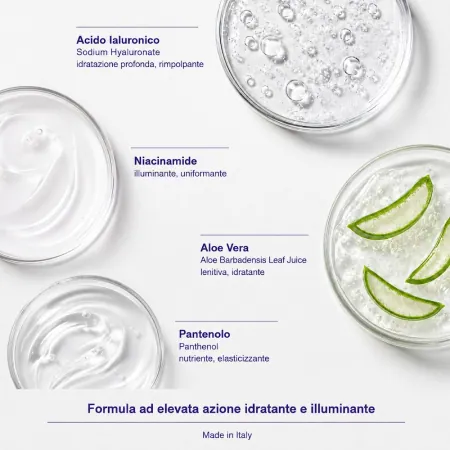 Acido Ialuronico
Sodium Hyaluronate
idratazione profonda, rimpolpante
Niacinamide
illuminante, uniformante
Aloe Vera
Aloe Barbadensis Leaf Juice
lenitiva, idratante
Pantenolo
Panthenol
nutriente, elasticizzante
Formula ad elevata azione idratante e illuminante
Made in Italy